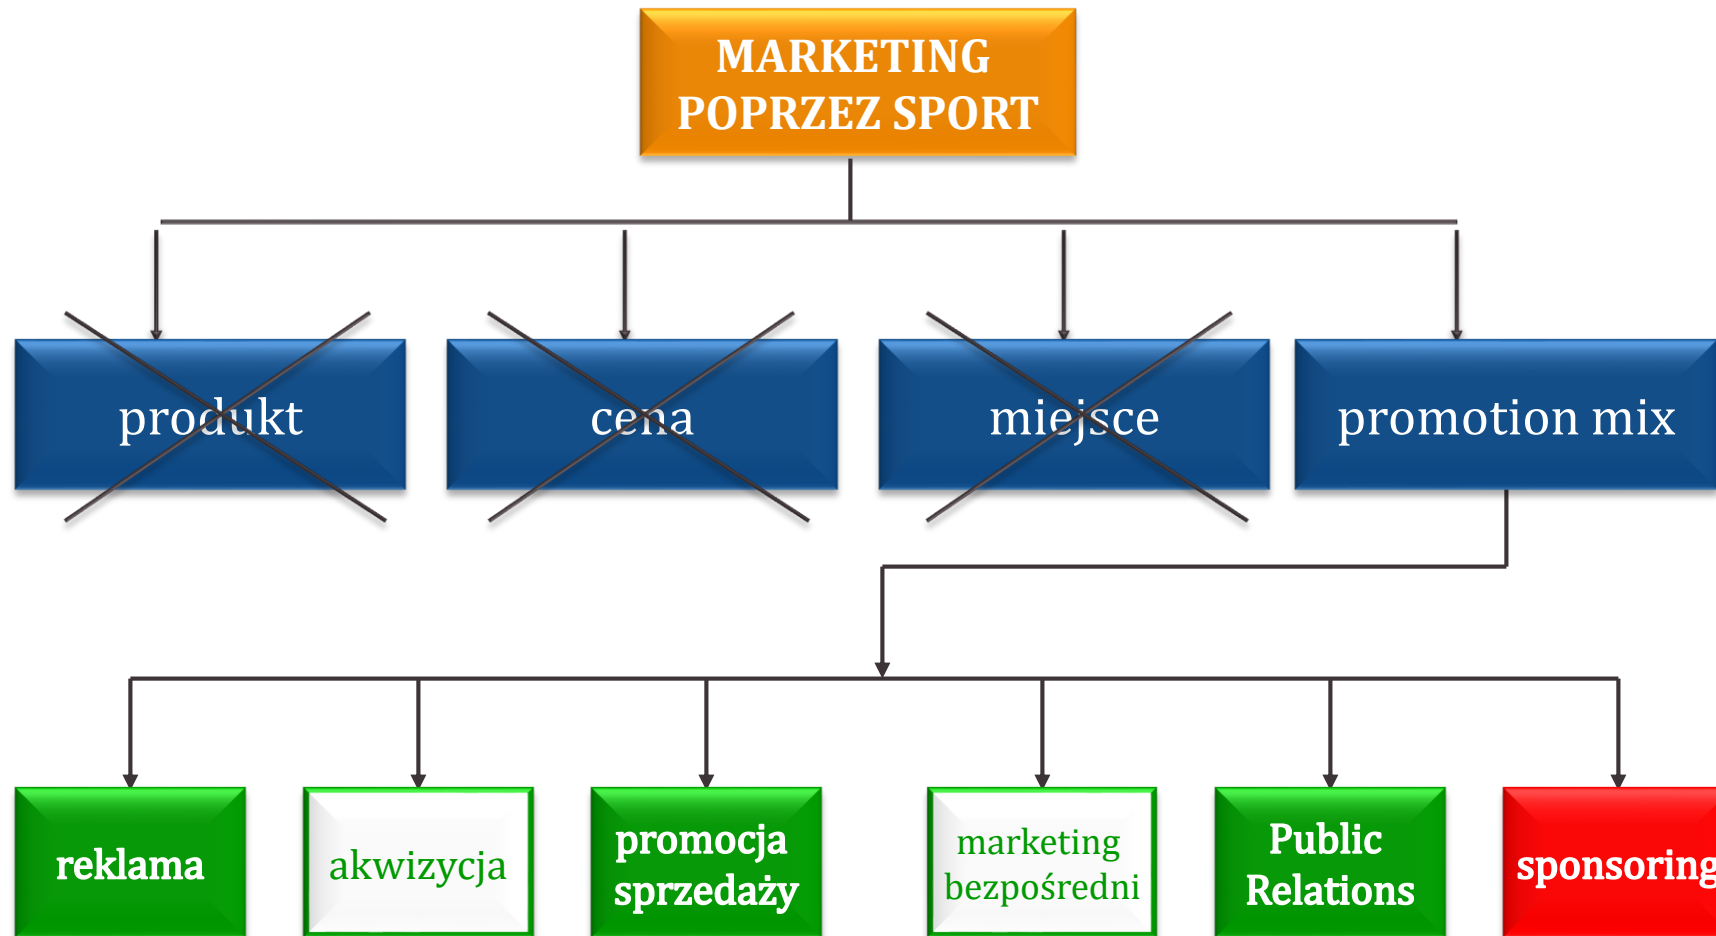 MARKETING
POPRZEZ SPORT
produkt
cena
miejsce
promotion mix
reklama
akwizycja
promocja
sprzedaży
marketing
bezpośredni
Public
Relations
sponsoring